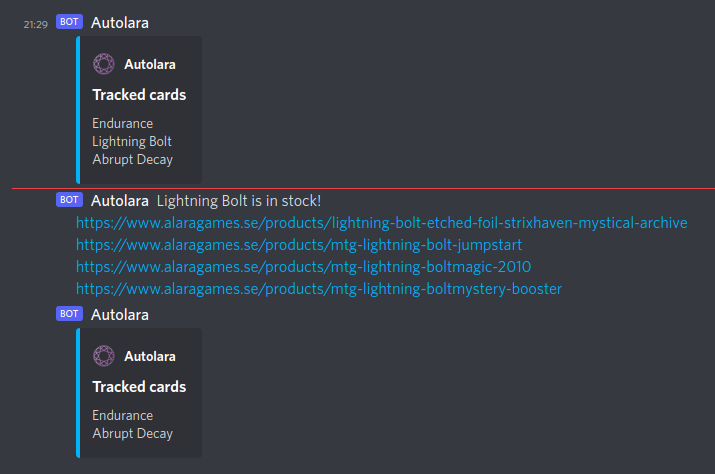 21:29 BOT Autolara
Autolara
Tracked cards
Endurance
Lightning Bolt
Abrupt Decay
BOT Autolara Lightning Bolt is in stock!
https://www.alaragames.se/products/lightning-bolt-etched-foil-strixhaven-mystical-archive
https://www.alaragames.se/products/mtg-lightning-bolt-jumpstart
https://www.alaragames.se/products/mtg-lightning-boltmagic-2010
https://www.alaragames.se/products/mtg-lightning-boltmystery-booster
BOT Autolara
Autolara
Tracked cards
Endurance
Abrupt Decay